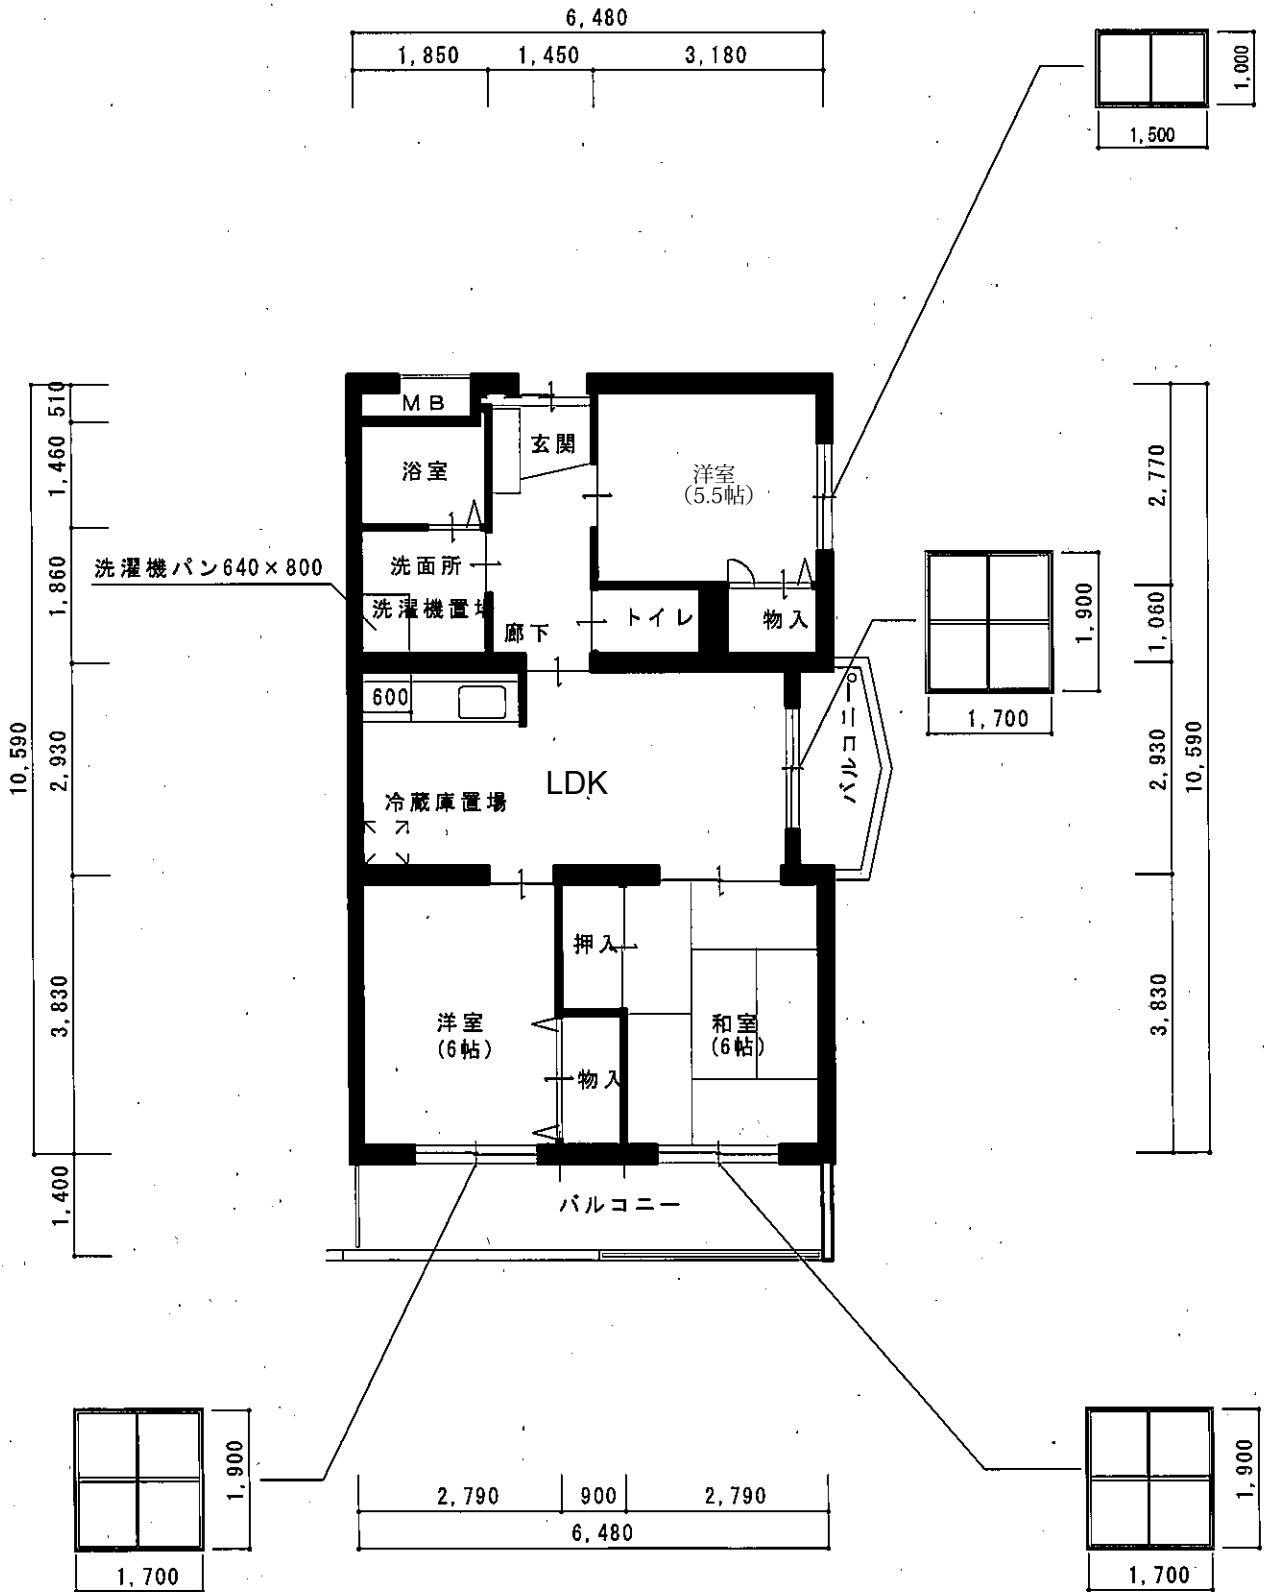 6,480
1,850
1,450
3,180
1,000
1,500
510
1,460
1,860
2,930
3,830
1,400
10,590
MB
玄関
浴室
洋室
(5.5帖)
洗濯機パン640×800
洗面所
洗濯機置場
廊下
トイレ
物入
600
LDK
冷蔵庫置場
バルコニー
押入
洋室
(6帖)
物入
和室
(6帖)
バルコニー
2,770
1,060
2,930
3,830
10,590
1,900
1,700
2,790
900
2,790
6,480
1,900
1,700
1,900
1,700